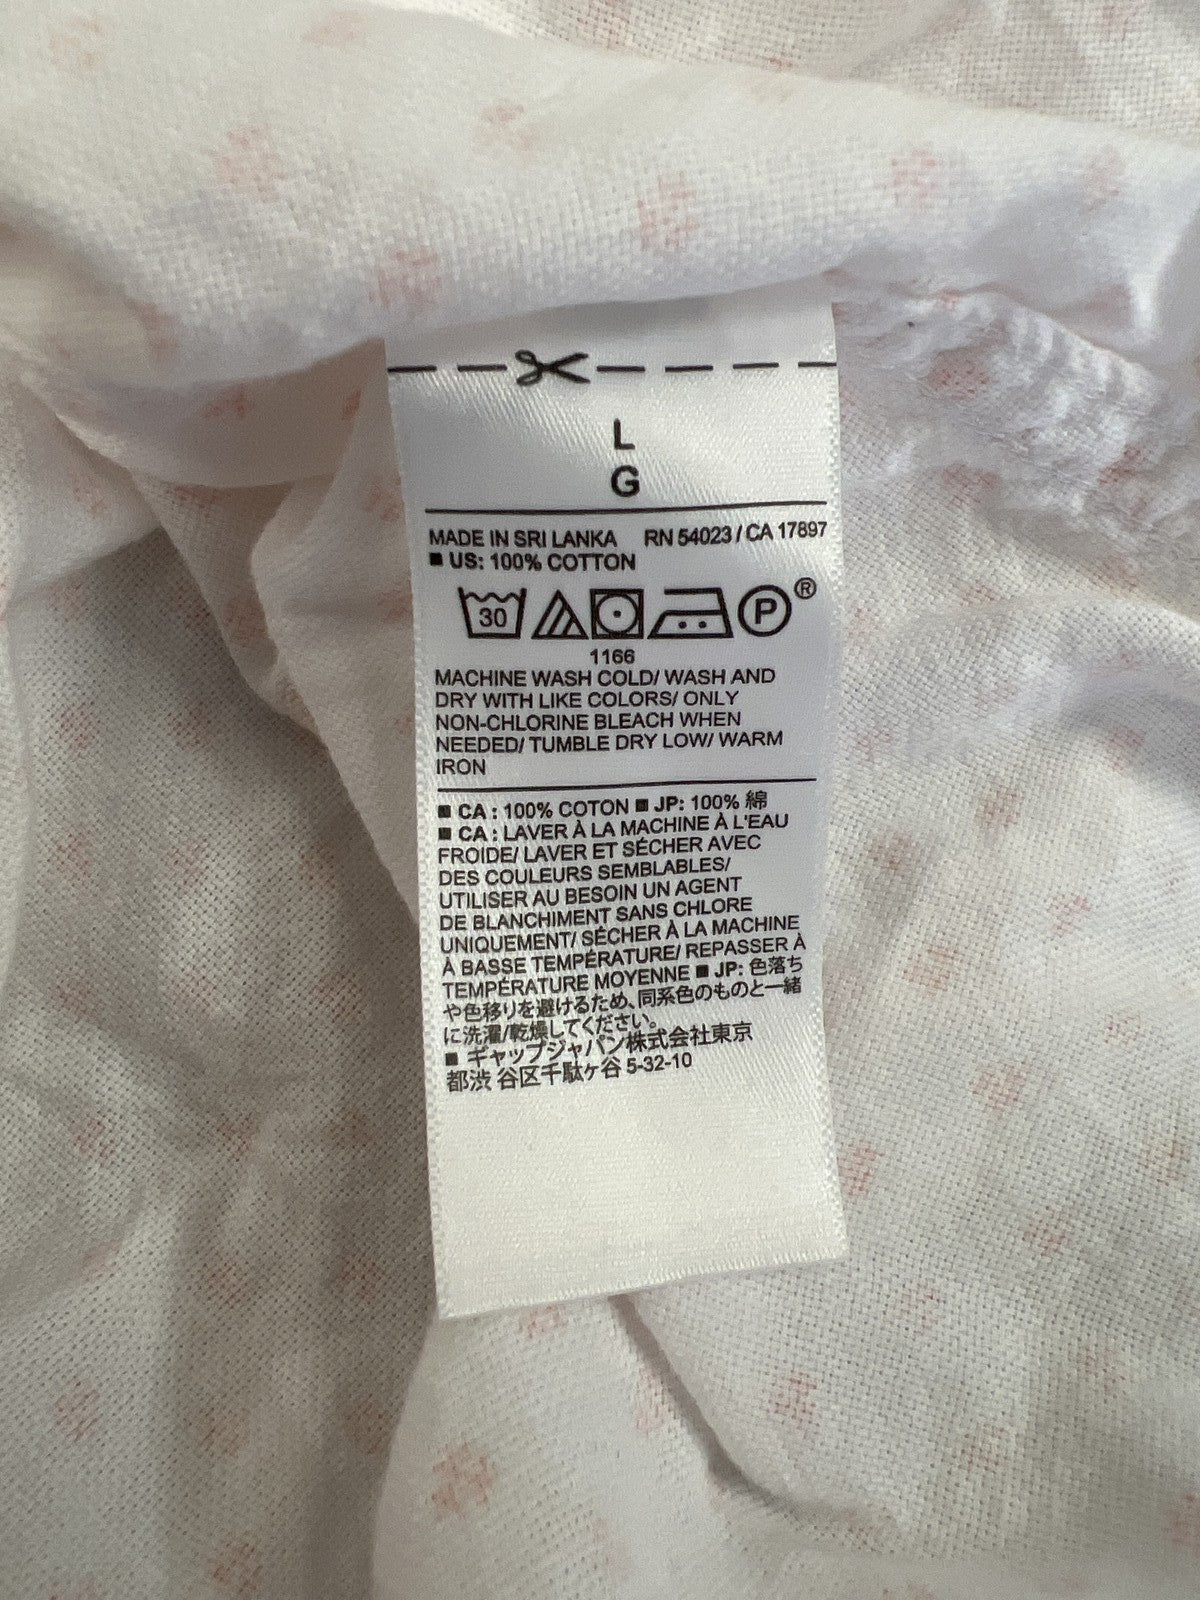 L
G
MADE IN SRI LANKA RN 54023 / CA 17897
■ US: 100% COTTON
30 P ®
1166
MACHINE WASH COLD/ WASH AND
DRY WITH LIKE COLORS/ ONLY
NON-CHLORINE BLEACH WHEN
NEEDED/ TUMBLE DRY LOW/ WARM
IRON
■ CA : 100% COTON ■ JP: 100% 綿
■ CA : LAVER À LA MACHINE À L'EAU
FROIDE/ LAVER ET SÉCHER AVEC
DES COULEURS SEMBLABLES/
UTILISER AU BESOIN UN AGENT
DE BLANCHIMENT SANS CHLORE
UNIQUEMENT/ SÉCHER À LA MACHINE
À BASSE TEMPÉRATURE/ REPASSER À
TEMPÉRATURE MOYENNE ■ JP: 色落ち
や色移りを避けるため、同系色のものと一緒
に洗濯/乾燥してください。
■ ギャップジャパン株式会社東京
都渋 谷区千駄ヶ谷 5-32-10